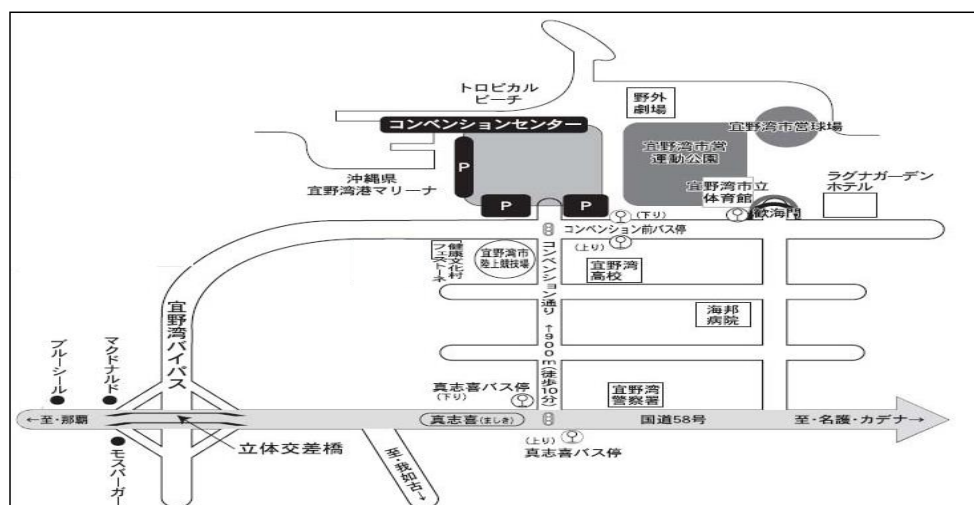 トロピカル
ビーチ
野外
劇場
コンベンションセンター
宜野湾市営球場
宜野湾市営
運動公園
P
沖縄県
宜野湾港マリーナ
宜野湾市立
体育館
ラグナガーデン
ホテル
P
P
歓海門
(下り)
コンベンション前バス停
(上り)
健康文化村
フェストーネ
宜野湾市
陸上競技場
宜野湾
高校
コンベンション通り ↑900m(徒歩10分)
海邦
病院
宜野湾バイパス
ブルーシール
マクドナルド
真志喜バス停
(下り)
宜野湾
警察署
←至・那覇
真志喜(ましき)
国道58号
至・名護・カデナ→
立体交差橋
(上り)
真志喜バス停
モスバーガー
至・我如古→